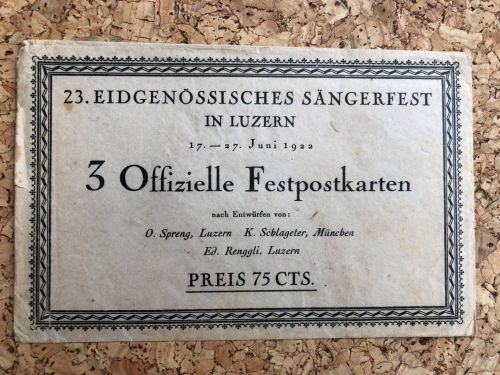 23. EIDGENÖSSISCHES SÄNGERFEST
IN LUZERN
17.—27. Juni 1922
3 Offizielle Festpostkarten
nach Entwürfen von:
O. Spreng, Luzern K. Schlageter, München
Ed. Renggli, Luzern
PREIS 75 CTS.